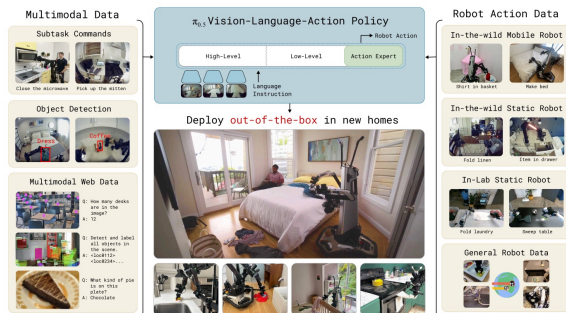 Multimodal Data
Subtask Commands
Close the microwave
Pick up the mitten
Object Detection
Dress
Coffee
Multimodal Web Data
Q: How many desks
are in the
image?
A: 12
Q: Detect and label
all objects in
the scene.
A: <loc0112>
<loc0234>...
Q: What kind of pie
is on this
plate?
A: Chocolate
π0.5 Vision-Language-Action Policy
Robot Action
High-Level
Low-Level
Action Expert
Language
Instruction
Deploy out-of-the-box in new homes
Robot Action Data
In-the-wild Mobile Robot
Shirt in basket
Make bed
In-the-wild Static Robot
Fold linen
Item in drawer
In-Lab Static Robot
Fold laundry
Sweep table
General Robot Data